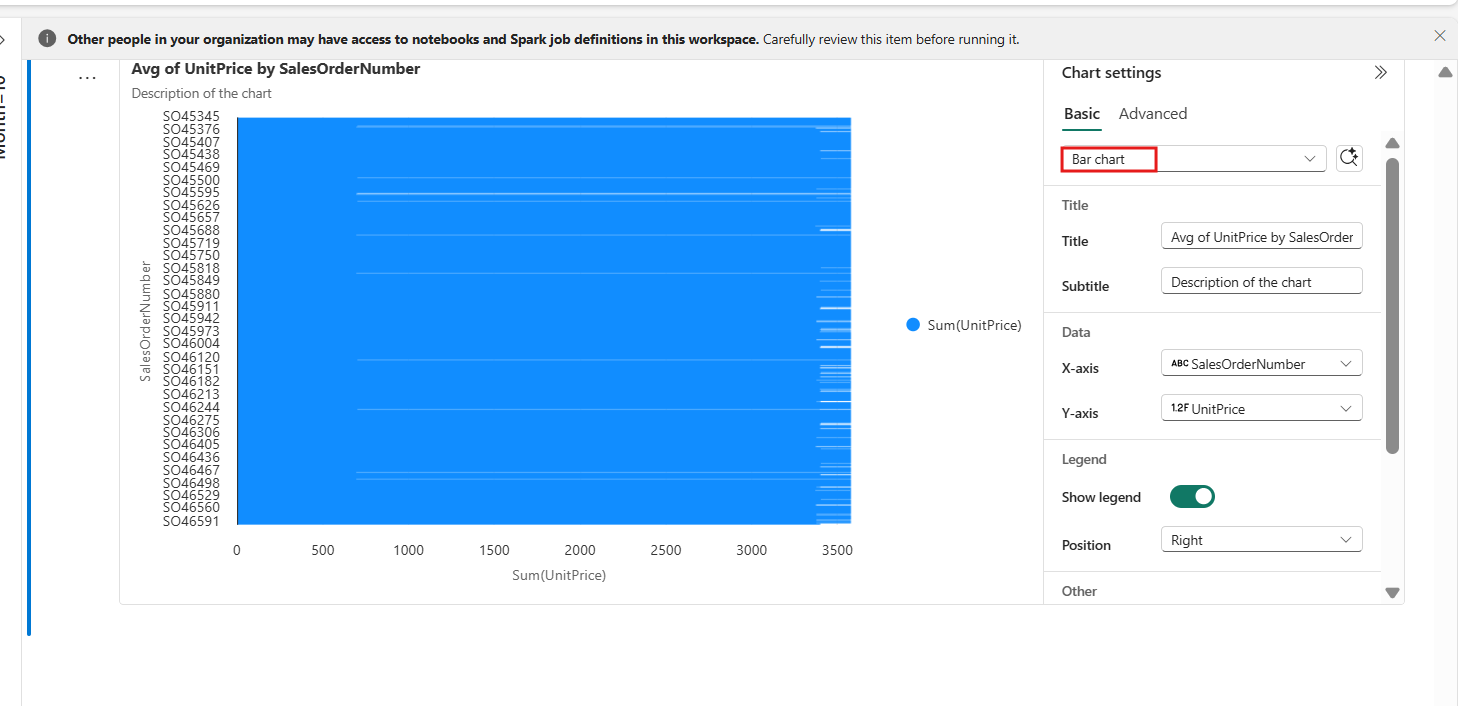 Other people in your organization may have access to notebooks and Spark job definitions in this workspace. Carefully review this item before running it.
...
Avg of UnitPrice by SalesOrderNumber
Description of the chart
SalesOrderNumber
SO45345
SO45376
SO45407
SO45438
SO45469
SO45500
SO45595
SO45626
SO45657
SO45688
SO45719
SO45750
SO45818
SO45849
SO45880
SO45911
SO45942
SO45973
SO46004
SO46120
SO46151
SO46182
SO46213
SO46244
SO46275
SO46306
SO46405
SO46436
SO46467
SO46498
SO46529
SO46560
SO46591
0 500 1000 1500 2000 2500 3000 3500
Sum(UnitPrice)
Sum(UnitPrice)
Chart settings
Basic Advanced
Bar chart
Title
Title Avg of UnitPrice by SalesOrder
Subtitle Description of the chart
Data
X-axis ABC SalesOrderNumber
Y-axis 1.2F UnitPrice
Legend
Show legend
Position Right
Other